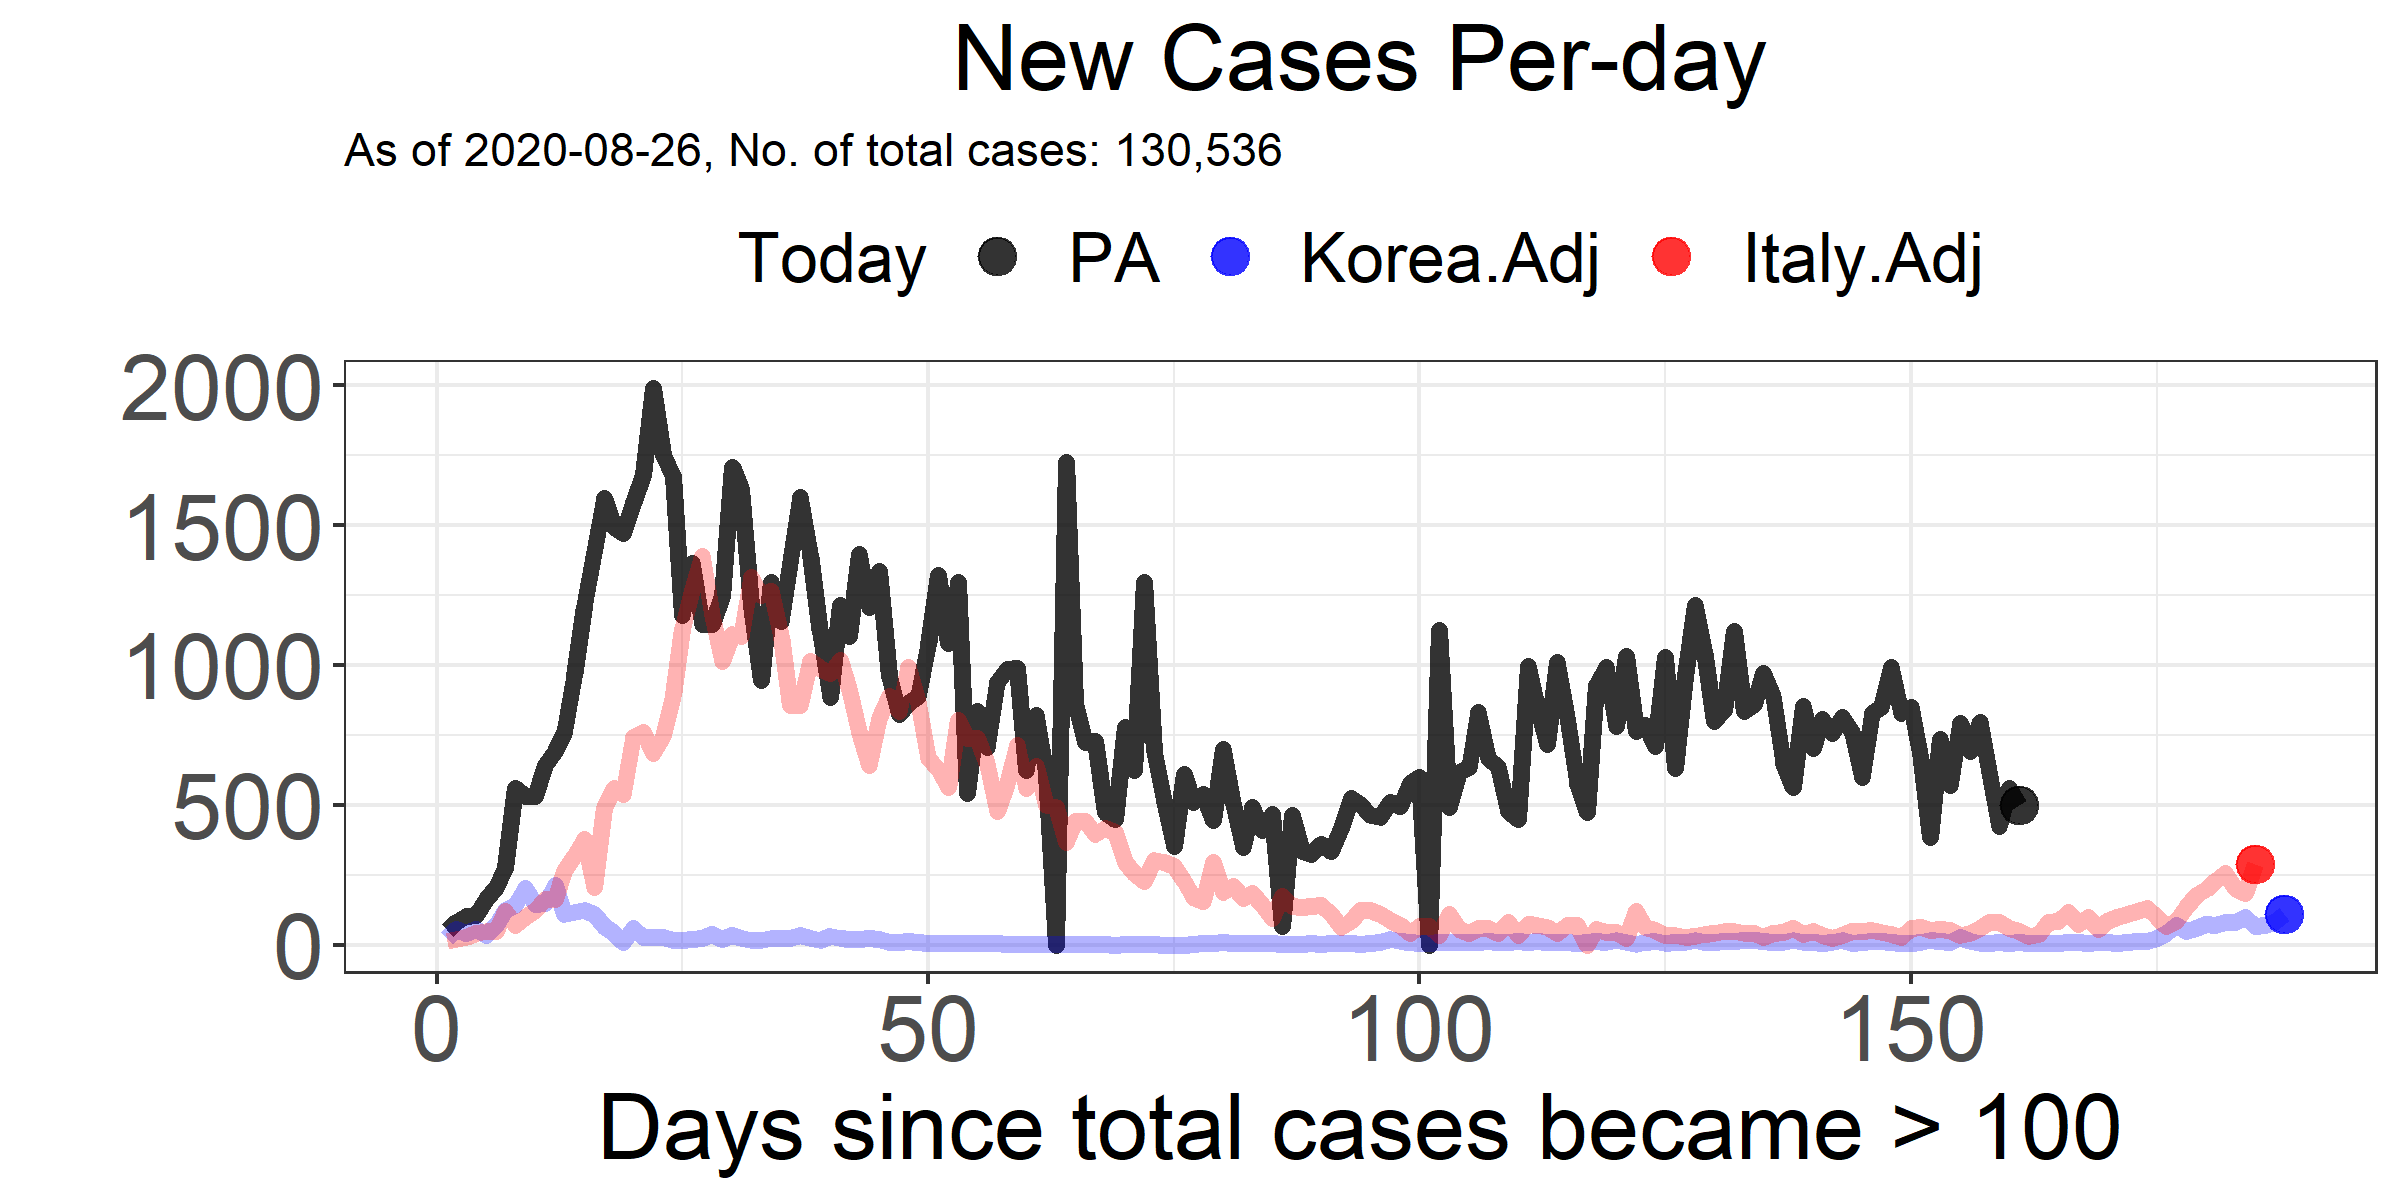 New Cases Per-day
As of 2020-08-26, No. of total cases: 130,536
Today PA Korea.Adj Italy.Adj
2000
1500
1000
500
0
0 50 100 150
Days since total cases became > 100